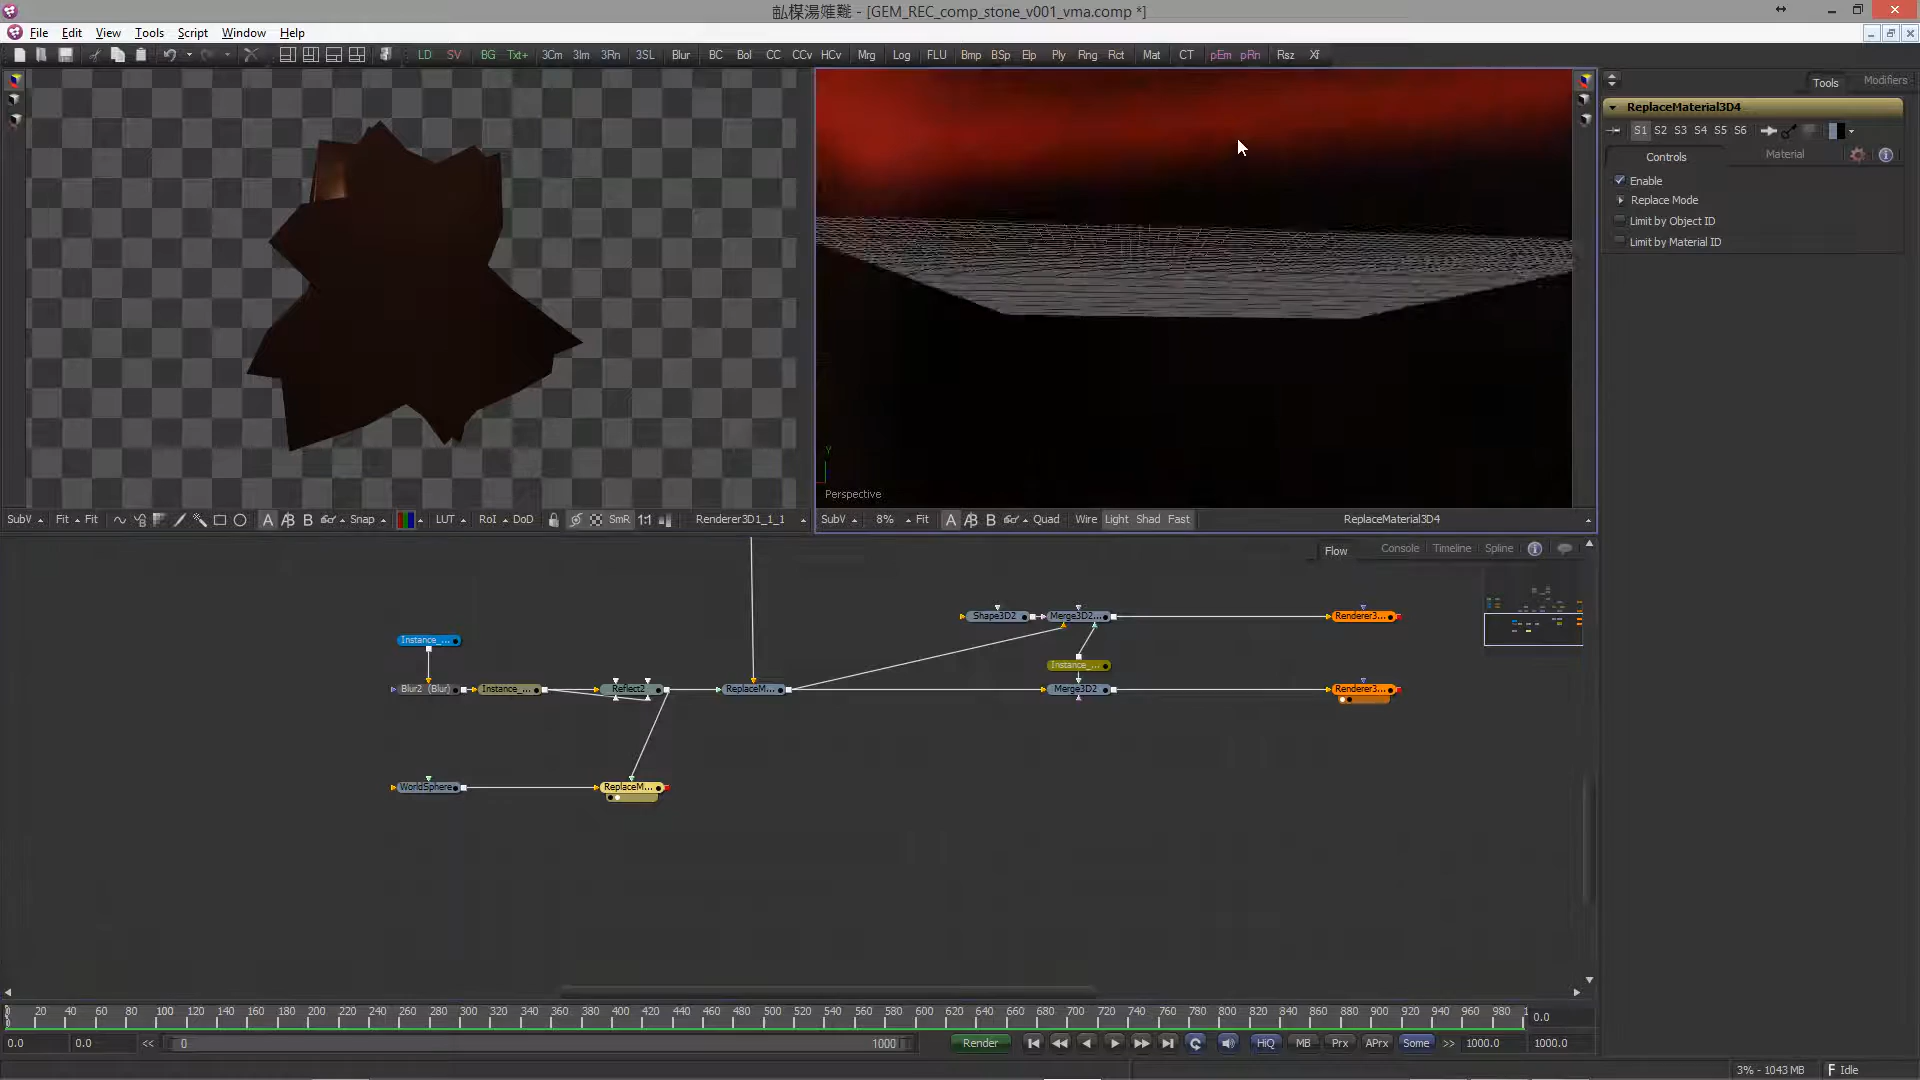 畆楳湯嬠難 - [GEM_REC_comp_stone_v001_vma.comp *]
File Edit View Tools Script Window Help
LD SV BG Txt+ 3Cm 3Im 3Rn 3SL Blur BC Bol CC CCv HCv Mrg Log FLU Bmp BSp Elp Ply Rng Rct Mat CT pEm pRn Rsz Xf
Tools Modifiers
ReplaceMaterial3D4
S1 S2 S3 S4 S5 S6
Controls Material
Enable
Replace Mode
Limit by Object ID
Limit by Material ID
Y
Perspective
SubV Fit Fit A B Snap LUT RoI DoD SmR 1:1 Renderer3D1_1_1
SubV 8% Fit A B Quad Wire Light Shad Fast ReplaceMaterial3D4
Flow Console Timeline Spline
Shape3D2 Merge3D2... Renderer3...
Instance_...
Instance_...
Blur2 (Blur) Instance_... Reflect2 ReplaceM... Merge3D2 Renderer3...
WorldSphere ReplaceM...
0 20 40 60 80 100 120 140 160 180 200 220 240 260 280 300 320 340 360 380 400 420 440 460 480 500 520 540 560 580 600 620 640 660 680 700 720 740 760 780 800 820 840 860 880 900 920 940 960 980 0.0
0.0 0.0 << 0 1000 Render HiQ MB Prx APrx Some >> 1000.0 1000.0
3% - 1043 MB Idle